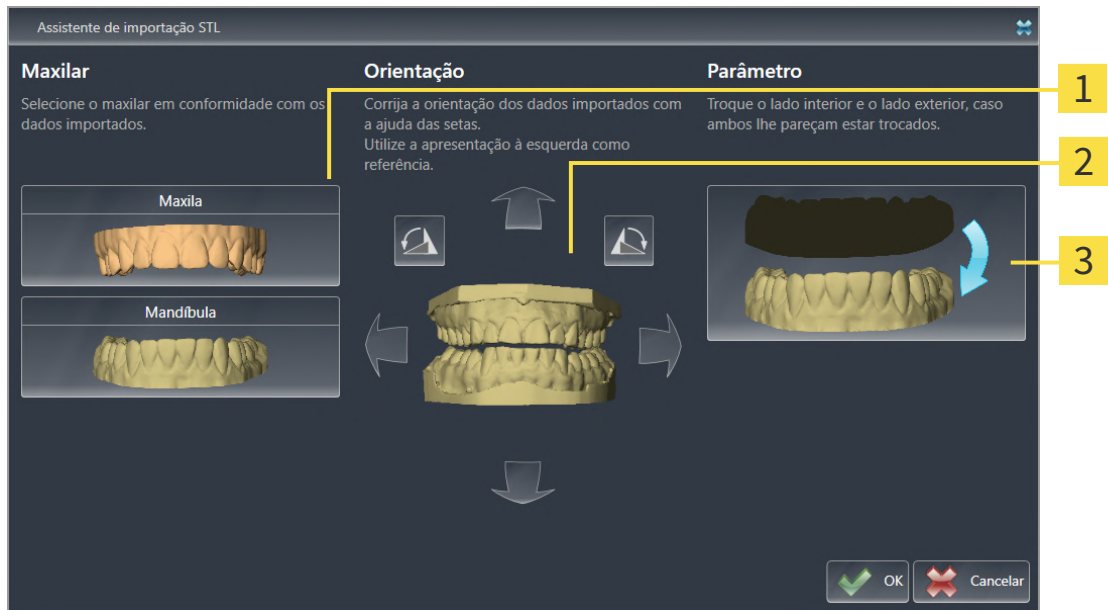 Assistente de importação STL
Maxilar
Selecione o maxilar em conformidade com os
dados importados.
Maxila
Mandíbula
Orientação
Corrija a orientação dos dados importados com
a ajuda das setas.
Utilize a apresentação à esquerda como
referência.
Parâmetro
Troque o lado interior e o lado exterior, caso
ambos lhe pareçam estar trocados.
1
2
3
OK
Cancelar